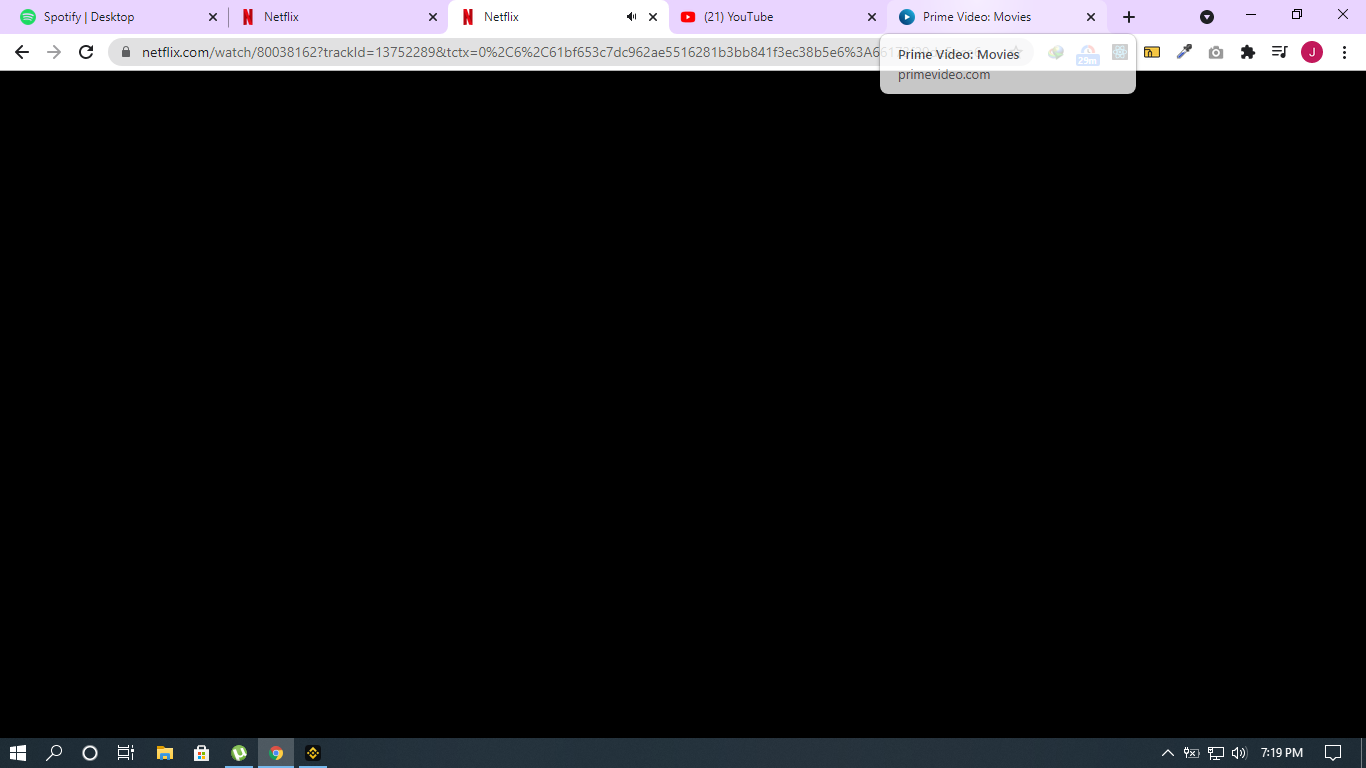 Spotify | Desktop
Netflix
Netflix
(21) YouTube
Prime Video: Movies
netflix.com/watch/80038162?trackId=13752289&tctx=0%2C6%2C61bf653c7dc962ae5516281b3bb841f3ec38b5e6%3A661
29m
J
Prime Video: Movies
primevideo.com
7:19 PM